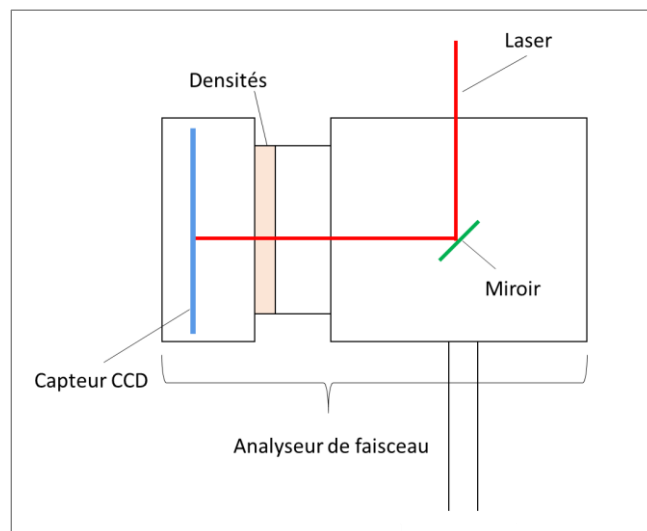 Laser
Densités
Miroir
Capteur CCD
Analyseur de faisceau